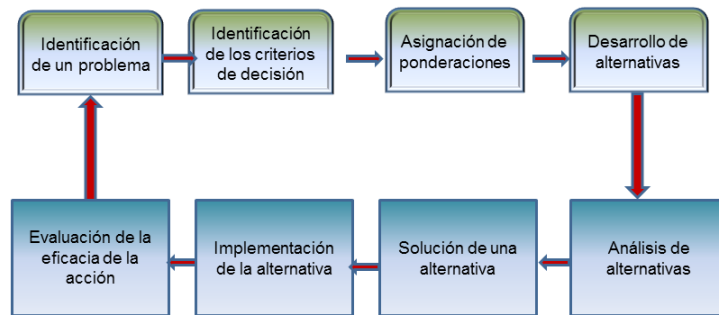 Identificación
de un problema
Identificación
de los criterios
de decisión
Asignación de
ponderaciones
Desarrollo de
alternativas
Análisis de
alternativas
Solución de una
alternativa
Implementación
de la alternativa
Evaluación de la
eficacia de la
acción